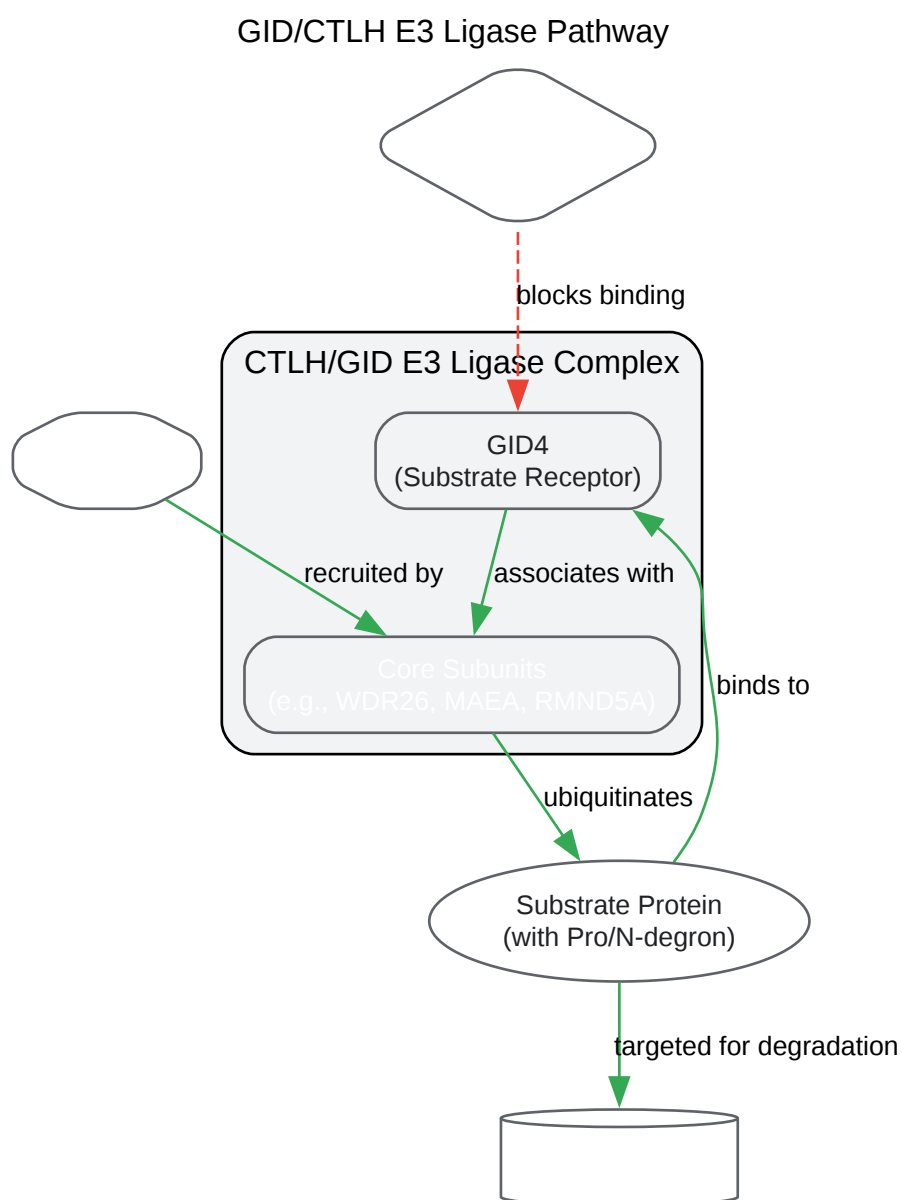 GID/CTLH E3 Ligase Pathway
blocks binding
CTLH/GID E3 Ligase Complex
GID4
(Substrate Receptor)
recruited by
associates with
Core Subunits
(e.g., WDR26, MAEA, RMND5A)
binds to
ubiquitinates
Substrate Protein
(with Pro/N-degron)
targeted for degradation